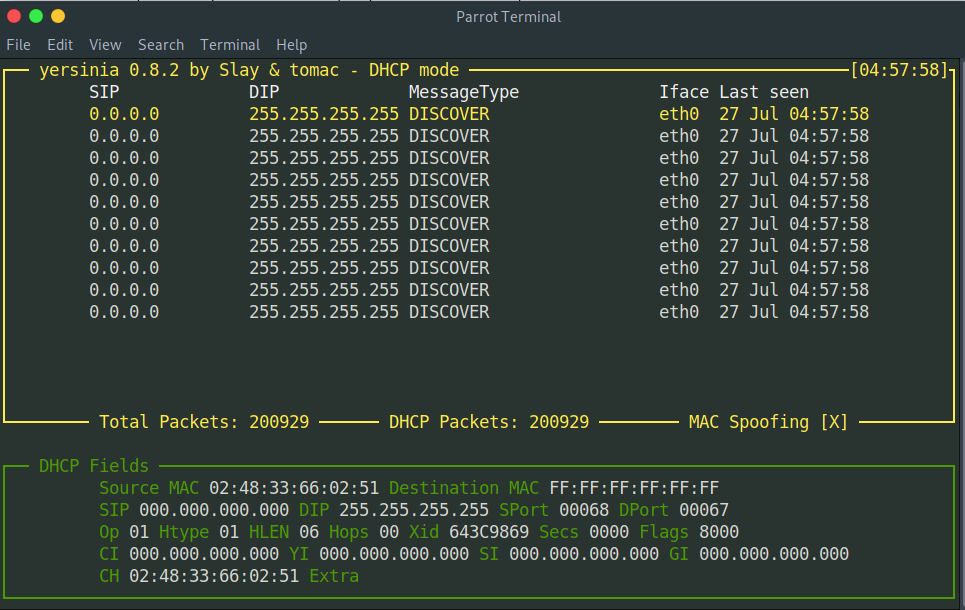 Parrot Terminal
File Edit View Search Terminal Help
yersinia 0.8.2 by Slay & tomac - DHCP mode [04:57:58]
SIP DIP MessageType Iface Last seen
0.0.0.0 255.255.255.255 DISCOVER eth0 27 Jul 04:57:58
0.0.0.0 255.255.255.255 DISCOVER eth0 27 Jul 04:57:58
0.0.0.0 255.255.255.255 DISCOVER eth0 27 Jul 04:57:58
0.0.0.0 255.255.255.255 DISCOVER eth0 27 Jul 04:57:58
0.0.0.0 255.255.255.255 DISCOVER eth0 27 Jul 04:57:58
0.0.0.0 255.255.255.255 DISCOVER eth0 27 Jul 04:57:58
0.0.0.0 255.255.255.255 DISCOVER eth0 27 Jul 04:57:58
0.0.0.0 255.255.255.255 DISCOVER eth0 27 Jul 04:57:58
0.0.0.0 255.255.255.255 DISCOVER eth0 27 Jul 04:57:58
0.0.0.0 255.255.255.255 DISCOVER eth0 27 Jul 04:57:58
Total Packets: 200929 DHCP Packets: 200929 MAC Spoofing [X]
DHCP Fields
Source MAC 02:48:33:66:02:51 Destination MAC FF:FF:FF:FF:FF:FF
SIP 000.000.000.000 DIP 255.255.255.255 SPort 00068 DPort 00067
Op 01 Htype 01 HLEN 06 Hops 00 Xid 643C9869 Secs 0000 Flags 8000
CI 000.000.000.000 YI 000.000.000.000 SI 000.000.000.000 GI 000.000.000.000
CH 02:48:33:66:02:51 Extra